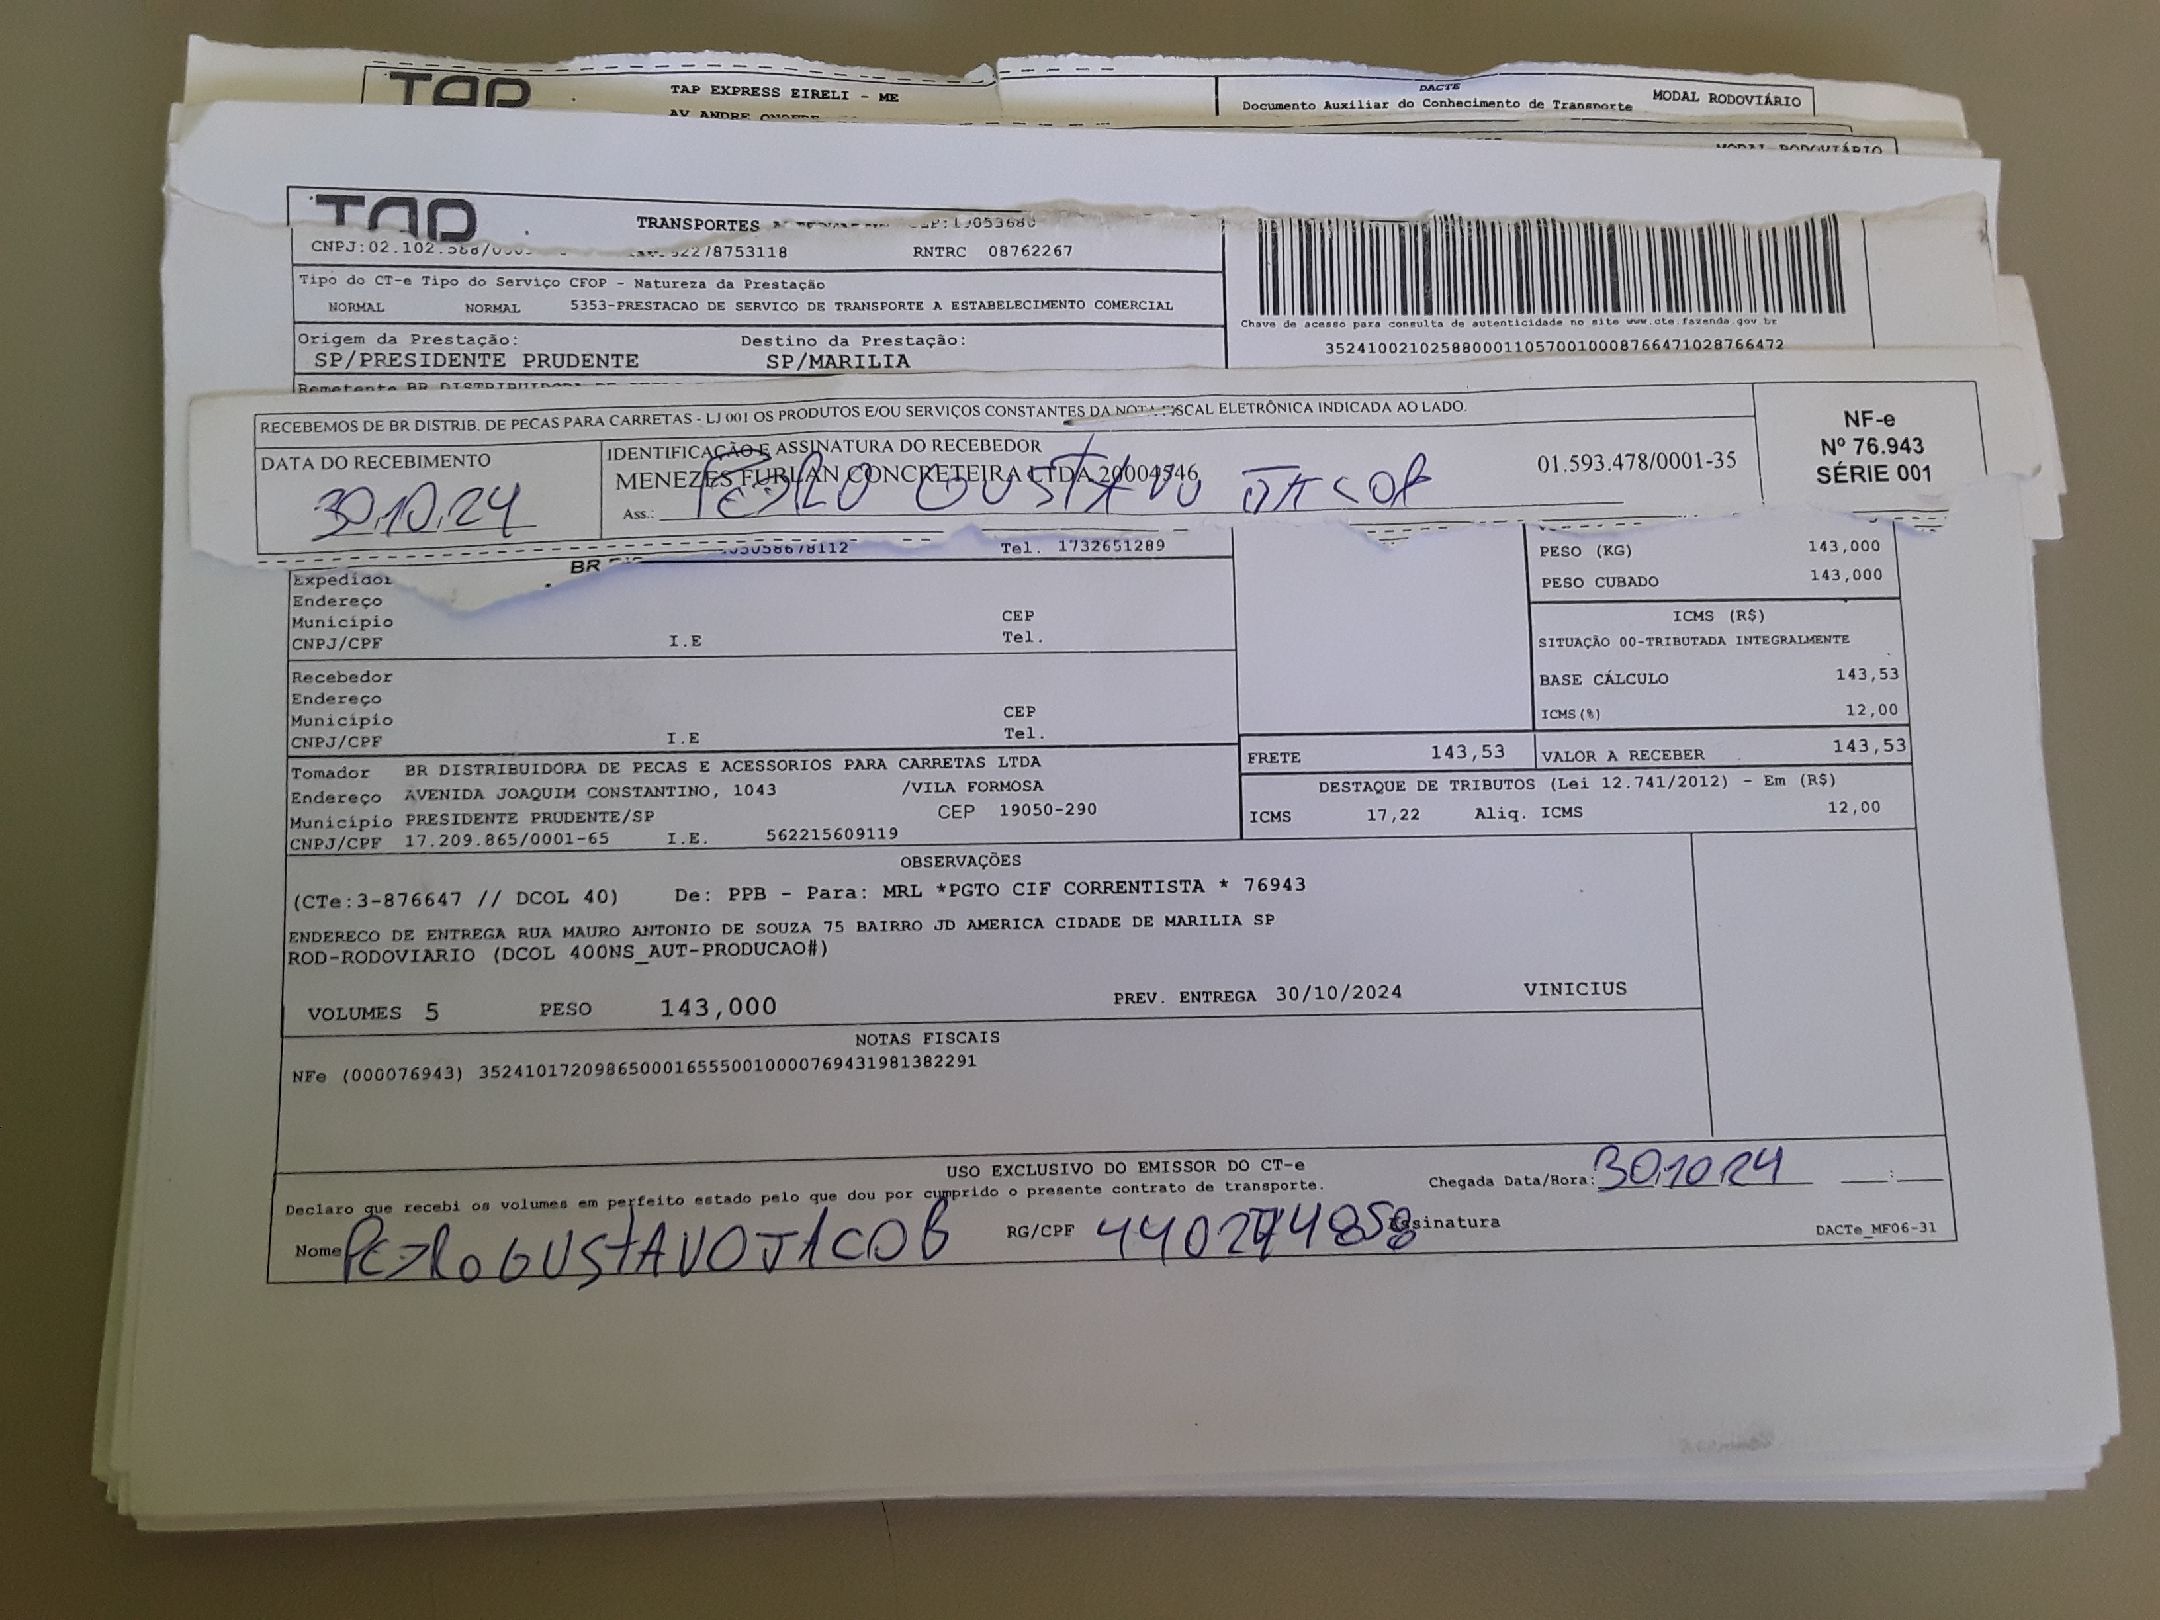 TAP
TAP EXPRESS EIRELI - ME
DACTE
Documento Auxiliar do Conhecimento de Transporte
MODAL RODOVIÁRIO
AV ANDRE
MODAL RODOVIÁRIO
TAP
TRANSPORTES
CNPJ:02.102.588/
RNTRC 08762267
Tipo do CT-e Tipo do Serviço CFOP - Natureza da Prestação
NORMAL NORMAL 5353-PRESTACAO DE SERVICO DE TRANSPORTE A ESTABELECIMENTO COMERCIAL
Chave de acesso para consulta de autenticidade no site www.cte.fazenda.gov.br
Origem da Prestação: Destino da Prestação:
SP/PRESIDENTE PRUDENTE SP/MARILIA
35241002102588000110570010008766471028766472
Remetente BR DISTRIBUIDORA DE
RECEBEMOS DE BR DISTRIB. DE PECAS PARA CARRETAS - LJ 001 OS PRODUTOS E/OU SERVIÇOS CONSTANTES DA NOTA FISCAL ELETRÔNICA INDICADA AO LADO.
NF-e
Nº 76.943
SÉRIE 001
DATA DO RECEBIMENTO
30.10.24
IDENTIFICAÇÃO E ASSINATURA DO RECEBEDOR
MENEZES FURLAN CONCRETEIRA LTDA 20004546 01.593.478/0001-35
Ass.: PEDRO GUSTAVO JACOB
Tel. 1732651289
BR
Expedidor
Endereço
Município CEP
CNPJ/CPF I.E Tel.
Recebedor
Endereço
Município CEP
CNPJ/CPF I.E Tel.
PESO (KG) 143,000
PESO CUBADO 143,000
ICMS (R$)
SITUAÇÃO 00-TRIBUTADA INTEGRALMENTE
BASE CÁLCULO 143,53
ICMS(%) 12,00
FRETE 143,53 VALOR A RECEBER 143,53
Tomador BR DISTRIBUIDORA DE PECAS E ACESSORIOS PARA CARRETAS LTDA
Endereço AVENIDA JOAQUIM CONSTANTINO, 1043 /VILA FORMOSA
Município PRESIDENTE PRUDENTE/SP CEP 19050-290
CNPJ/CPF 17.209.865/0001-65 I.E. 562215609119
DESTAQUE DE TRIBUTOS (Lei 12.741/2012) - Em (R$)
ICMS 17,22 Aliq. ICMS 12,00
OBSERVAÇÕES
(CTe:3-876647 // DCOL 40) De: PPB - Para: MRL *PGTO CIF CORRENTISTA * 76943
ENDERECO DE ENTREGA RUA MAURO ANTONIO DE SOUZA 75 BAIRRO JD AMERICA CIDADE DE MARILIA SP
ROD-RODOVIARIO (DCOL 400NS_AUT-PRODUCAO#)
VOLUMES 5 PESO 143,000 PREV. ENTREGA 30/10/2024 VINICIUS
NOTAS FISCAIS
NFe (000076943) 35241017209865000165550010000769431981382291
USO EXCLUSIVO DO EMISSOR DO CT-e
Declaro que recebi os volumes em perfeito estado pelo que dou por cumprido o presente contrato de transporte.
Chegada Data/Hora: 30.10.24 :
Nome PEDRO GUSTAVO JACOB RG/CPF Assinatura
DACTe_MF06-31